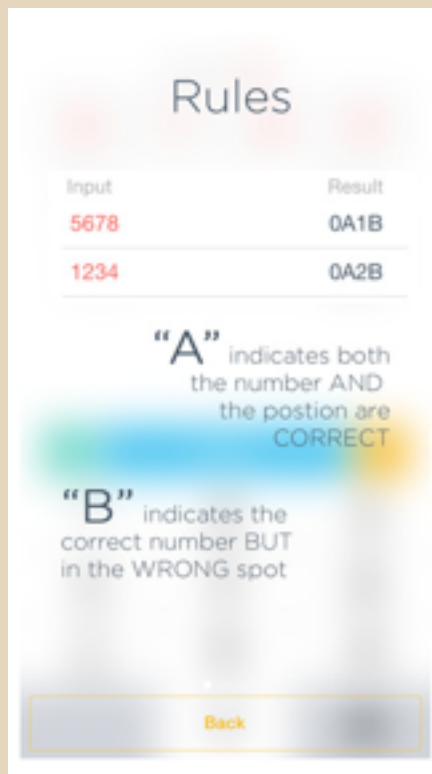 Rules
Input Result
5678 0A1B
1234 0A2B
“A” indicates both
the number AND
the postion are
CORRECT
“B” indicates the
correct number BUT
in the WRONG spot
Back